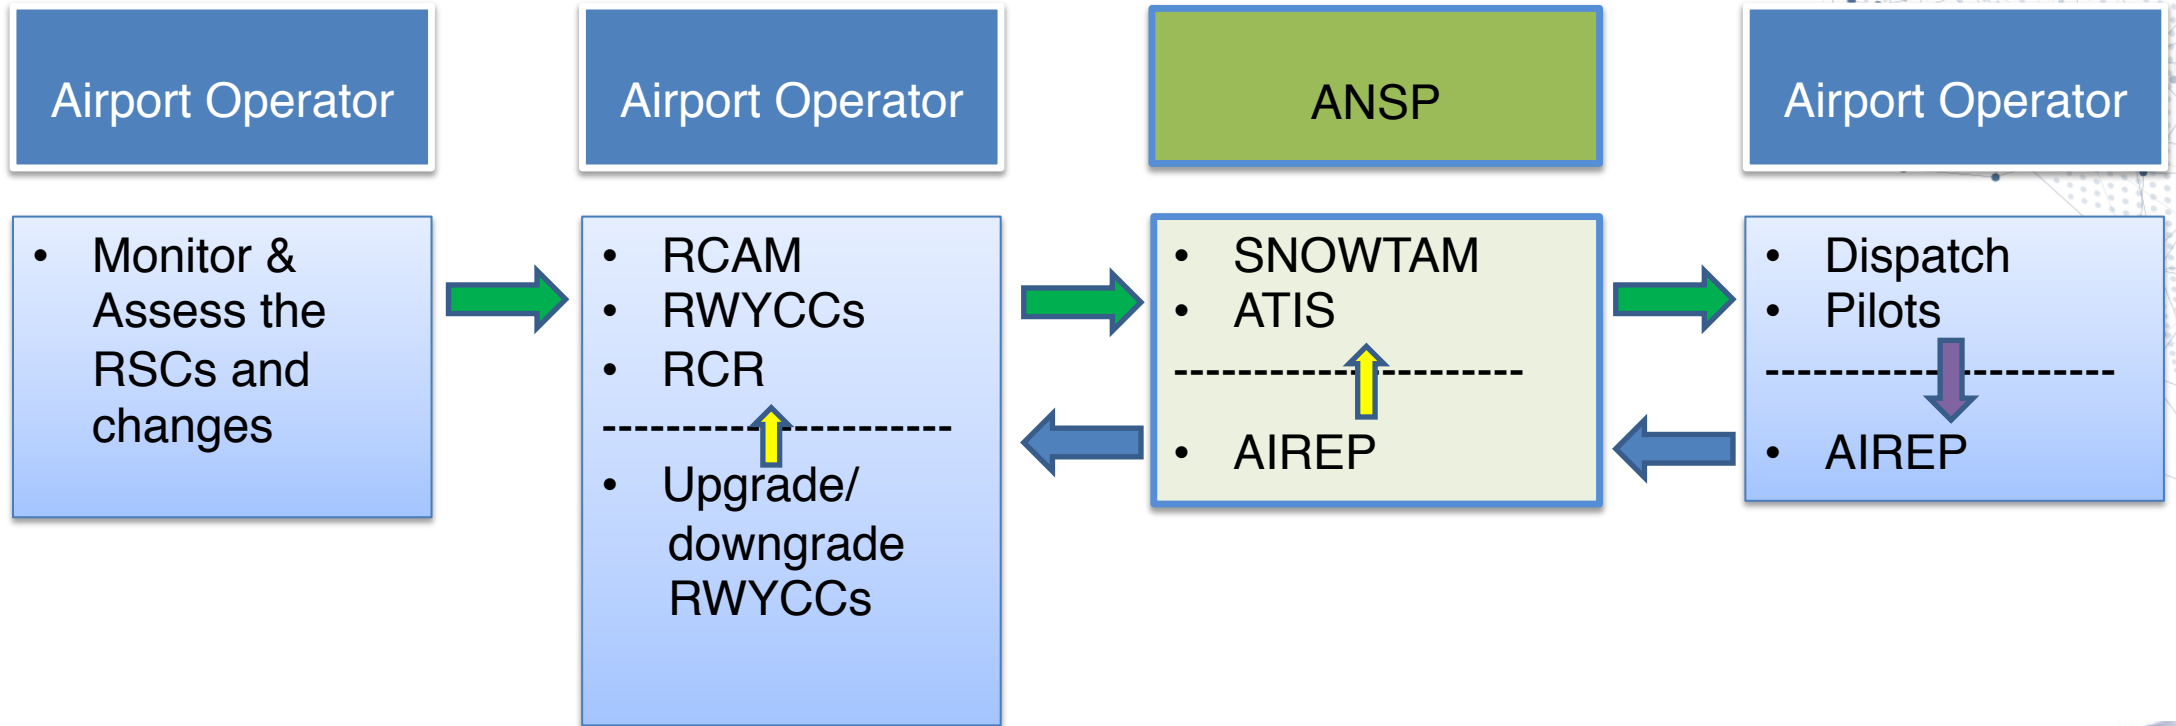 Airport Operator
Airport Operator
ANSP
Airport Operator
• Monitor &
Assess the
RSCs and
changes
• RCAM
• RWYCCs
• RCR
----------------------
• Upgrade/
downgrade
RWYCCs
• SNOWTAM
• ATIS
----------------------
• AIREP
• Dispatch
• Pilots
----------------------
• AIREP